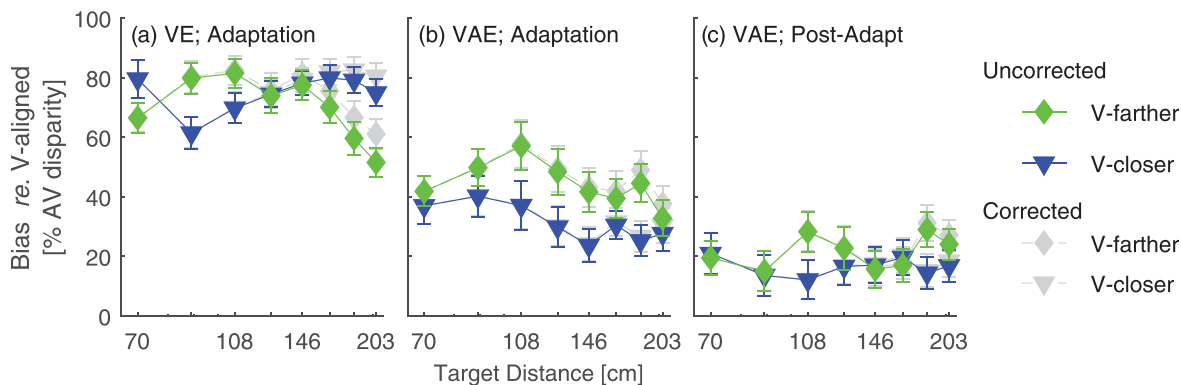 100
80
60
40
20
0
Bias re. V-aligned
[% AV disparity]
(a) VE; Adaptation
(b) VAE; Adaptation
(c) VAE; Post-Adapt
70 108 146 203
70 108 146 203
70 108 146 203
Target Distance [cm]
Uncorrected
V-farther
V-closer
Corrected
V-farther
V-closer